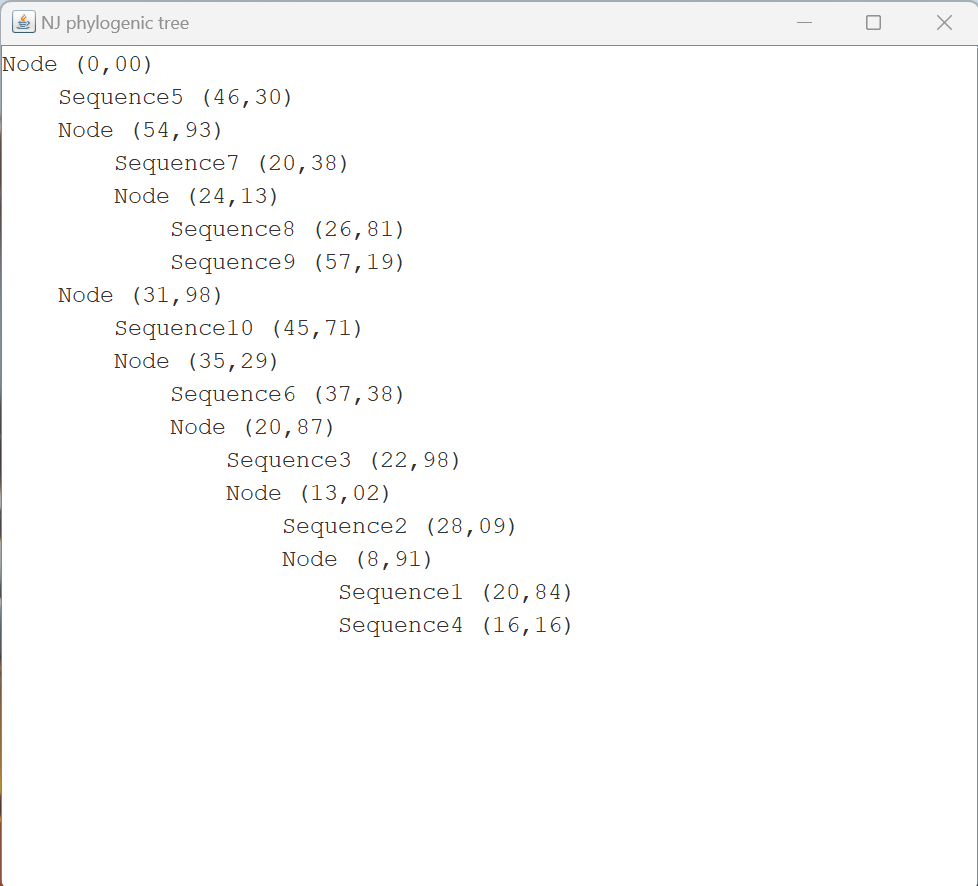 NJ phylogenic tree
Node (0,00)
Sequence5 (46,30)
Node (54,93)
Sequence7 (20,38)
Node (24,13)
Sequence8 (26,81)
Sequence9 (57,19)
Node (31,98)
Sequence10 (45,71)
Node (35,29)
Sequence6 (37,38)
Node (20,87)
Sequence3 (22,98)
Node (13,02)
Sequence2 (28,09)
Node (8,91)
Sequence1 (20,84)
Sequence4 (16,16)